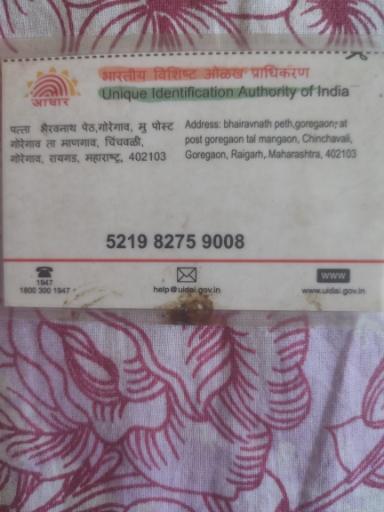 भारतीय विशिष्ट ओळख प्राधिकरण
Unique Identification Authority of India
आधार
पत्ता भैरवनाथ पेठ,गोरेगाव, मु पोस्ट
गोरेगाव ता माणगाव, चिंचवळी,
गोरेगाव, रायगड, महाराष्ट्र, 402103
Address: bhairavnath peth,goregaon, at
post goregaon tal mangaon, Chinchavali,
Goregaon, Raigarh, Maharashtra, 402103
5219 8275 9008
1947
1800 300 1947
help@uidai.gov.in
www
www.uidai.gov.in